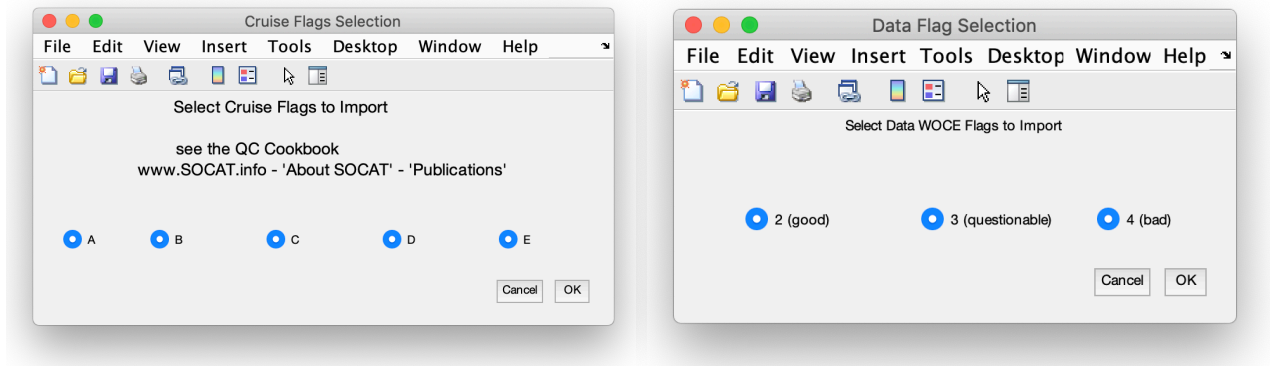 Cruise Flags Selection
File Edit View Insert Tools Desktop Window Help
Select Cruise Flags to Import
see the QC Cookbook
www.SOCAT.info - 'About SOCAT' - 'Publications'
A B C D E
Cancel OK
Data Flag Selection
File Edit View Insert Tools Desktop Window Help
Select Data WOCE Flags to Import
2 (good) 3 (questionable) 4 (bad)
Cancel OK